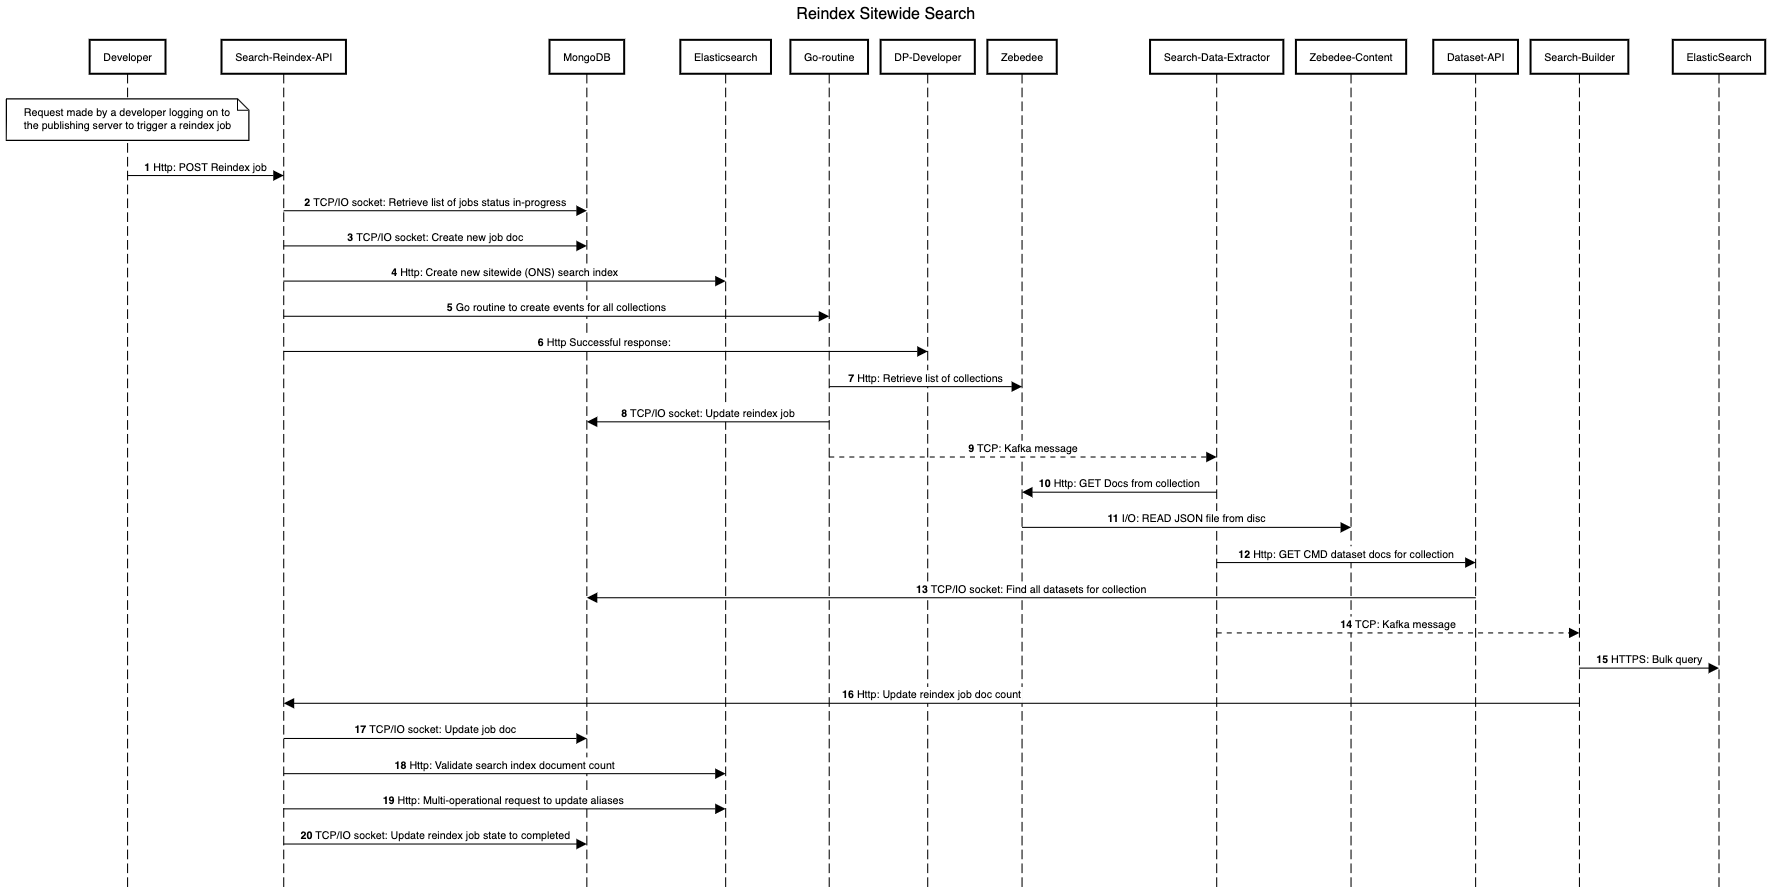 Reindex Sitewide Search
Developer
Search-Reindex-API
MongoDB
Elasticsearch
Go-routine
DP-Developer
Zebedee
Search-Data-Extractor
Zebedee-Content
Dataset-API
Search-Builder
ElasticSearch
Request made by a developer logging on to
the publishing server to trigger a reindex job
1 Http: POST Reindex job
2 TCP/IO socket: Retrieve list of jobs status in-progress
3 TCP/IO socket: Create new job doc
4 Http: Create new sitewide (ONS) search index
5 Go routine to create events for all collections
6 Http Successful response:
7 Http: Retrieve list of collections
8 TCP/IO socket: Update reindex job
9 TCP: Kafka message
10 Http: GET Docs from collection
11 I/O: READ JSON file from disc
12 Http: GET CMD dataset docs for collection
13 TCP/IO socket: Find all datasets for collection
14 TCP: Kafka message
15 HTTPS: Bulk query
16 Http: Update reindex job doc count
17 TCP/IO socket: Update job doc
18 Http: Validate search index document count
19 Http: Multi-operational request to update aliases
20 TCP/IO socket: Update reindex job state to completed